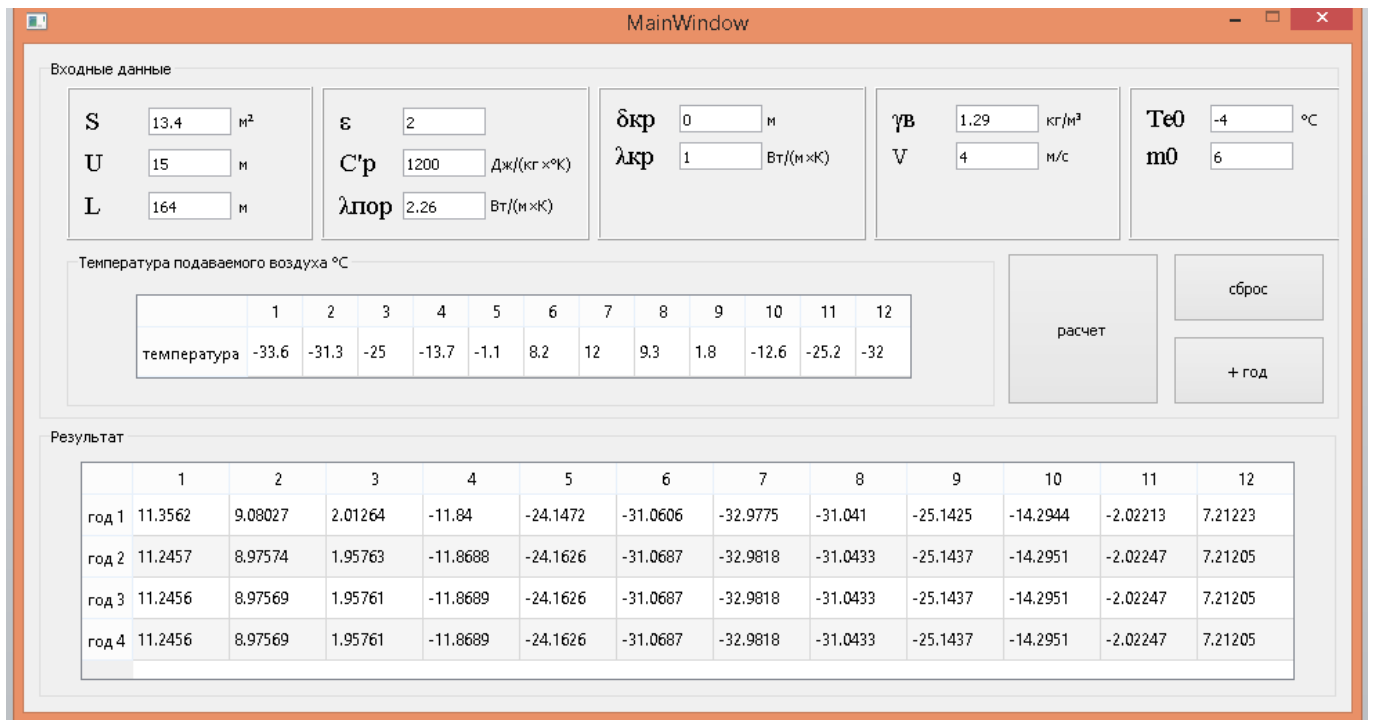 MainWindow
Входные данные
S 13.4 м²
U 15 м
L 164 м
ε 2
C'p 1200 Дж/(кг×°К)
λпор 2.26 Вт/(м×К)
δкр 0 м
λкр 1 Вт/(м×К)
γв 1.29 кг/м³
V 4 м/с
Te0 -4 °C
m0 6
Температура подаваемого воздуха °C
1 2 3 4 5 6 7 8 9 10 11 12
температура -33.6 -31.3 -25 -13.7 -1.1 8.2 12 9.3 1.8 -12.6 -25.2 -32
расчет
сброс
+ год
Результат
1 2 3 4 5 6 7 8 9 10 11 12
год 1 11.3562 9.08027 2.01264 -11.84 -24.1472 -31.0606 -32.9775 -31.041 -25.1425 -14.2944 -2.02213 7.21223
год 2 11.2457 8.97574 1.95763 -11.8688 -24.1626 -31.0687 -32.9818 -31.0433 -25.1437 -14.2951 -2.02247 7.21205
год 3 11.2456 8.97569 1.95761 -11.8689 -24.1626 -31.0687 -32.9818 -31.0433 -25.1437 -14.2951 -2.02247 7.21205
год 4 11.2456 8.97569 1.95761 -11.8689 -24.1626 -31.0687 -32.9818 -31.0433 -25.1437 -14.2951 -2.02247 7.21205